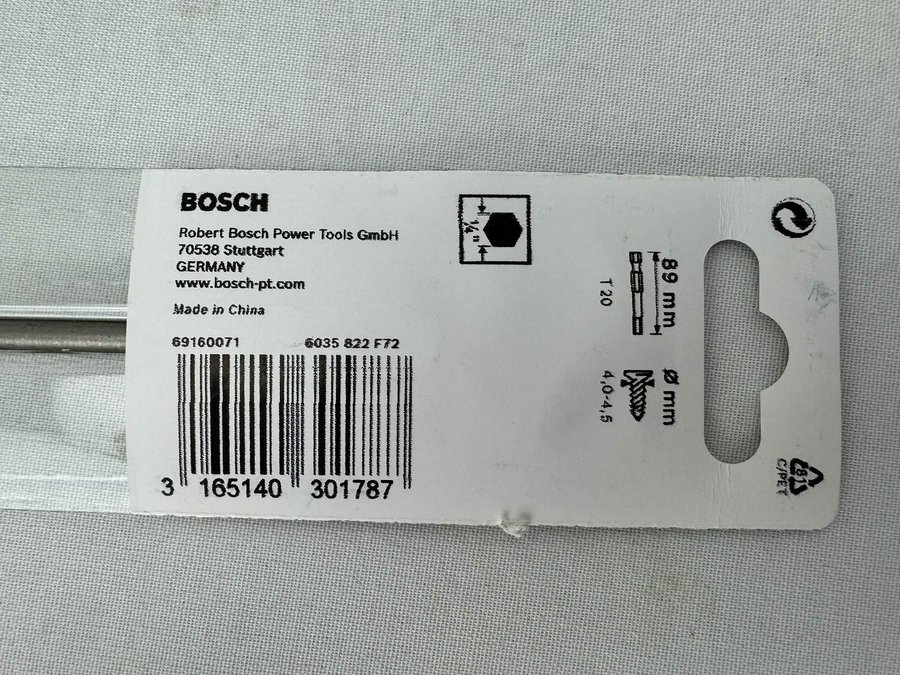 BOSCH
Robert Bosch Power Tools GmbH
70538 Stuttgart
GERMANY
www.bosch-pt.com
Made in China
69160071 6035 822 F72
3 165140 301787
1/4"
89 mm
T 20
Ø mm
4,0-4,5
81
C/PET